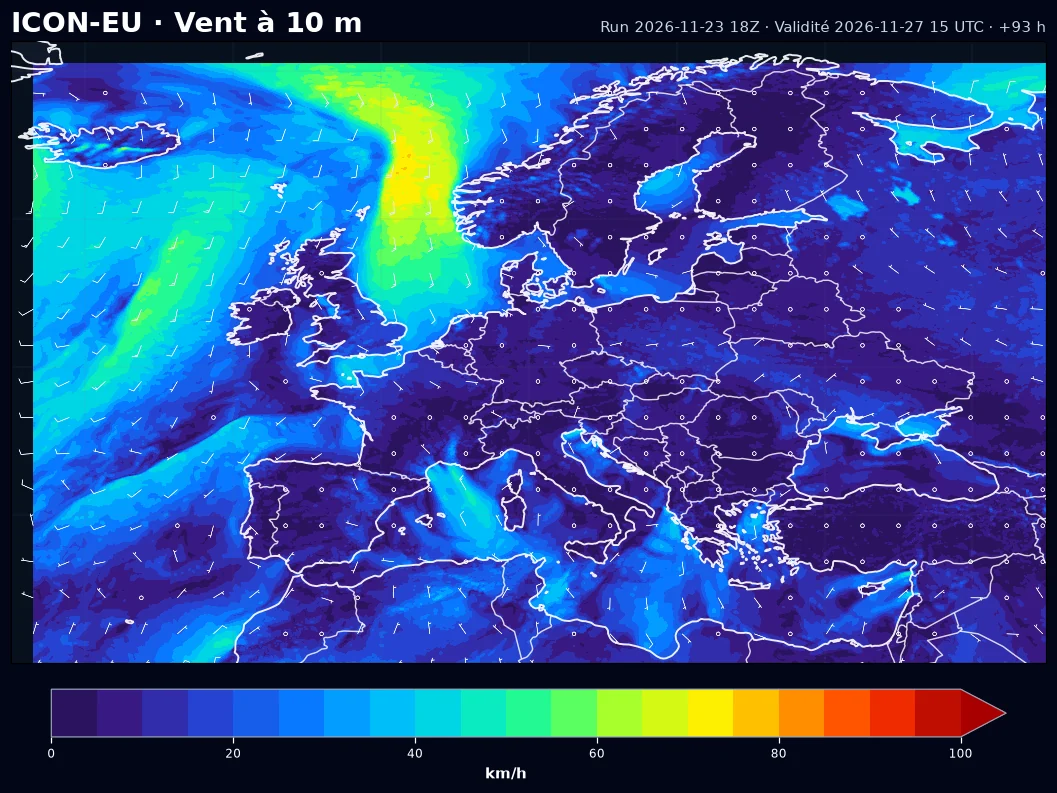 ICON-EU · Vent à 10 m
Run 2026-11-23 18Z · Validité 2026-11-27 15 UTC · +93 h
0 20 40 60 80 100
km/h